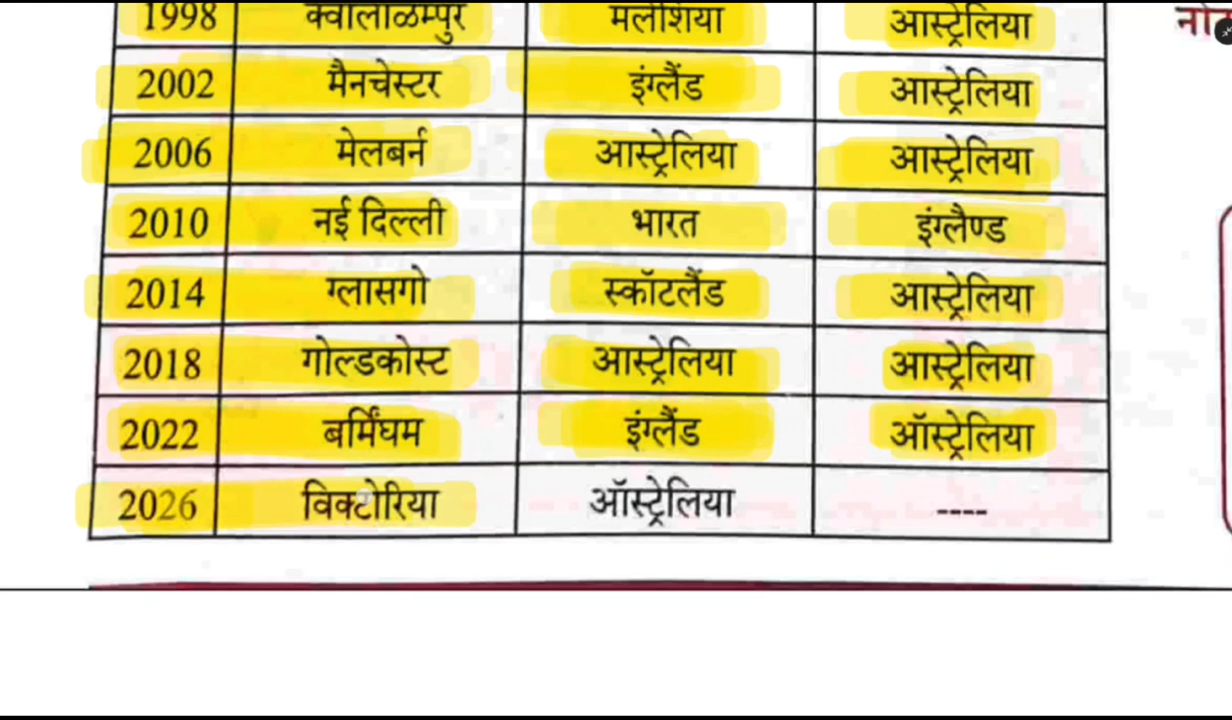 1998 क्वालालम्पुर मलेशिया आस्ट्रेलिया
2002 मैनचेस्टर इंग्लैंड आस्ट्रेलिया
2006 मेलबर्न आस्ट्रेलिया आस्ट्रेलिया
2010 नई दिल्ली भारत इंग्लैण्ड
2014 ग्लासगो स्कॉटलैंड आस्ट्रेलिया
2018 गोल्डकोस्ट आस्ट्रेलिया आस्ट्रेलिया
2022 बर्मिंघम इंग्लैंड ऑस्ट्रेलिया
2026 विक्टोरिया ऑस्ट्रेलिया ----